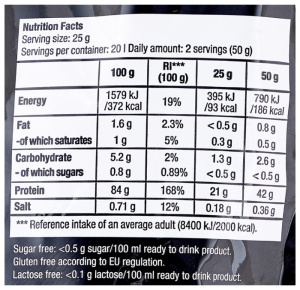 Nutrition Facts
Serving size: 25 g
Servings per container: 20 | Daily amount: 2 servings (50 g)
100 g RI*** (100 g) 25 g 50 g
Energy 1579 kJ /372 kcal 19% 395 kJ /93 kcal 790 kJ /186 kcal
Fat 1.6 g 2.3% < 0.5 g 0.8 g
-of which saturates 1 g 5% 0.3 g 0.5 g
Carbohydrate 5.2 g 2% 1.3 g 2.6 g
- of which sugars 0.8 g 0.89% <0.5 g <0.5 g
Protein 84 g 168% 21 g 42 g
Salt 0.71 g 12% 0.18 g 0.36 g
*** Reference intake of an average adult (8400 kJ/2000 kcal).
Sugar free: <0.5 g sugar/100 ml ready to drink product.
Gluten free according to EU regulation.
Lactose free: <0.1 g lactose/100 ml ready to drink product.